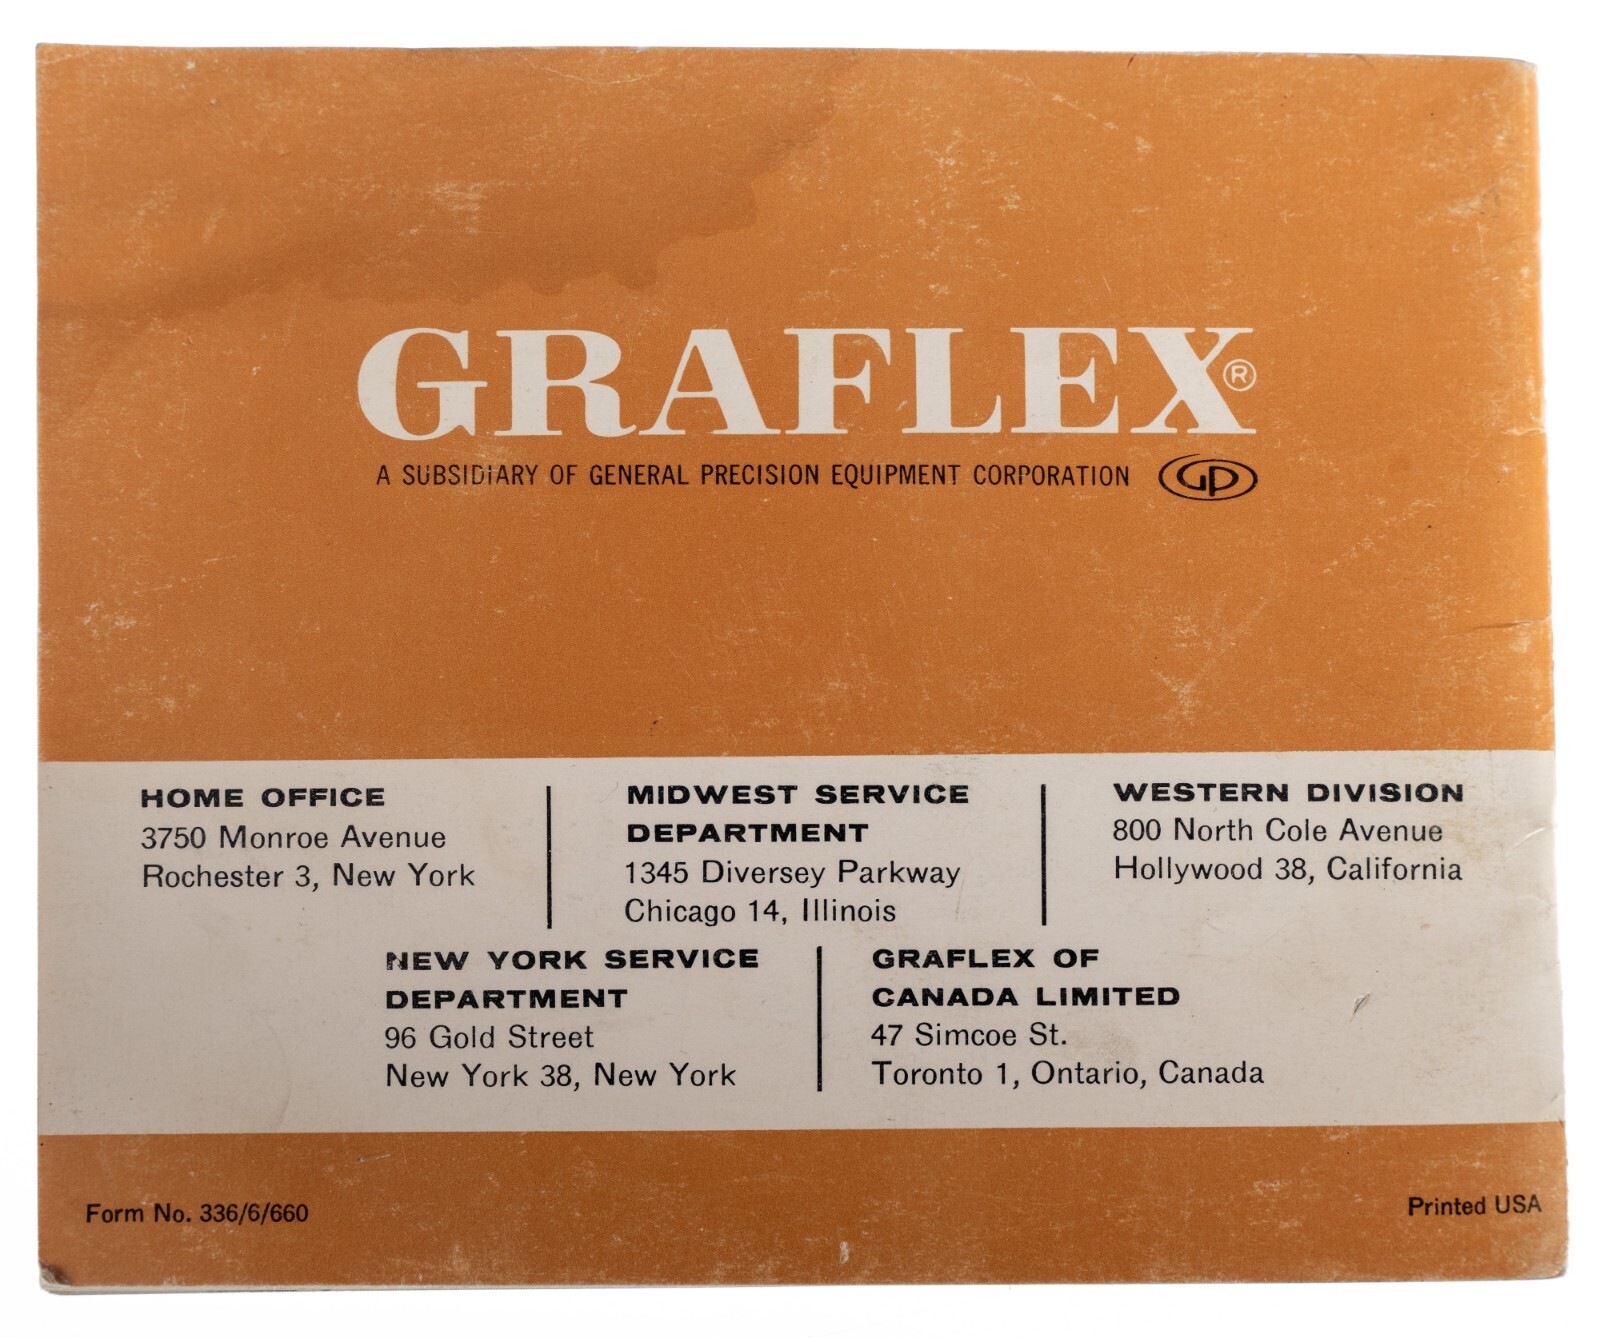 GRAFLEX®
A SUBSIDIARY OF GENERAL PRECISION EQUIPMENT CORPORATION GP
HOME OFFICE
3750 Monroe Avenue
Rochester 3, New York
MIDWEST SERVICE
DEPARTMENT
1345 Diversey Parkway
Chicago 14, Illinois
WESTERN DIVISION
800 North Cole Avenue
Hollywood 38, California
NEW YORK SERVICE
DEPARTMENT
96 Gold Street
New York 38, New York
GRAFLEX OF
CANADA LIMITED
47 Simcoe St.
Toronto 1, Ontario, Canada
Form No. 336/6/660
Printed USA